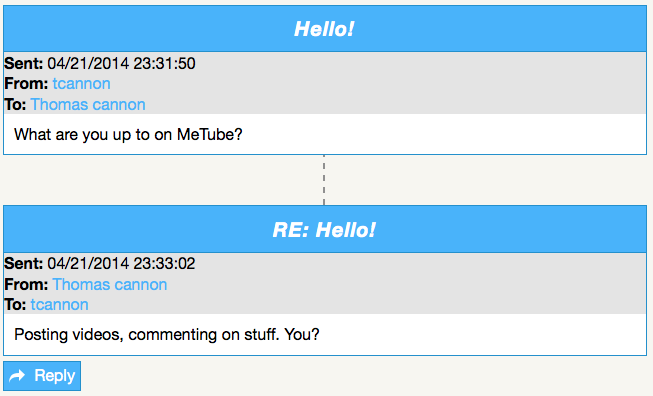 Hello!
Sent: 04/21/2014 23:31:50
From: tcannon
To: Thomas cannon
What are you up to on MeTube?
RE: Hello!
Sent: 04/21/2014 23:33:02
From: Thomas cannon
To: tcannon
Posting videos, commenting on stuff. You?
Reply